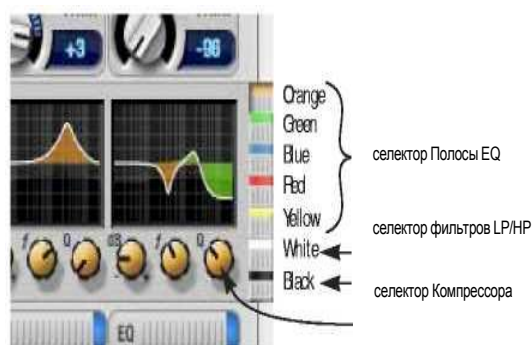 +3
-96
Orange
Green
Blue
Red
Yellow
White
Black
селектор Полосы EQ
селектор фильтров LP/HP
селектор Компрессора
f Q dB f Q
EQ